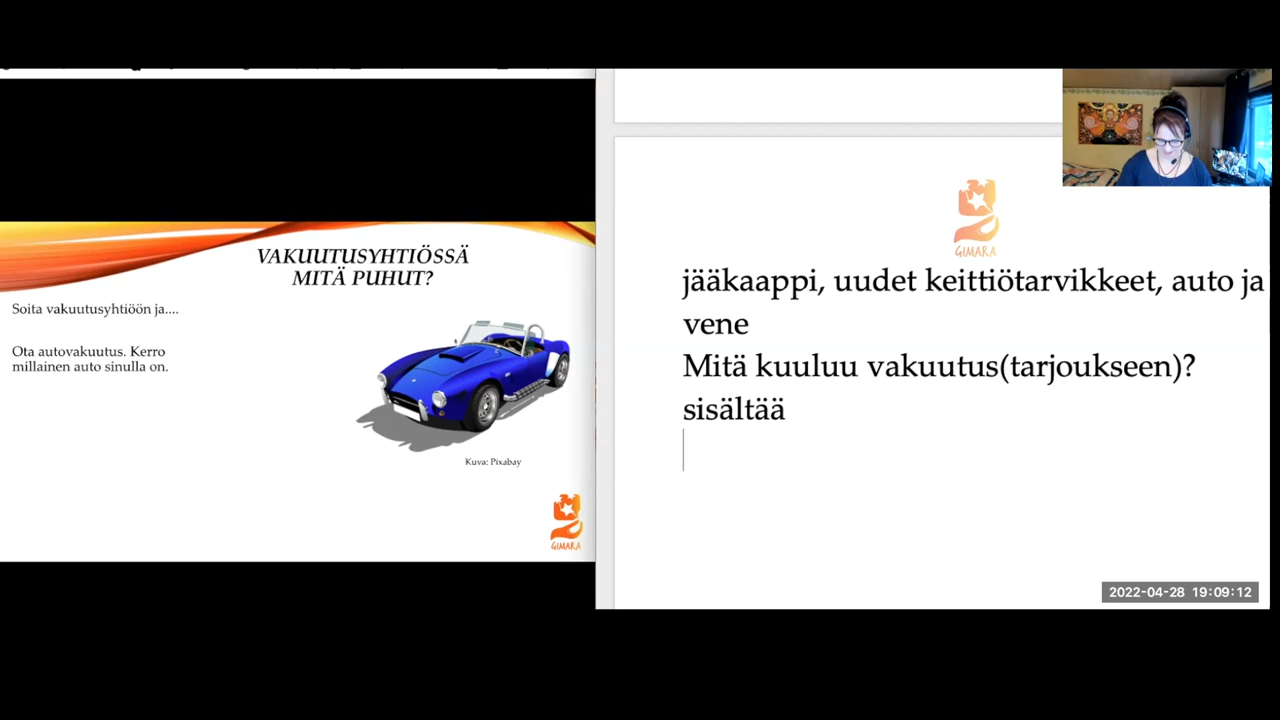 VAKUUTUSYHTIÖSSÄ
MITÄ PUHUT?
Soita vakuutusyhtiöön ja....
Ota autovakuutus. Kerro
millainen auto sinulla on.
Kuva: Pixabay
GIMARA
GIMARA
jääkaappi, uudet keittiötarvikkeet, auto ja
vene
Mitä kuuluu vakuutus(tarjoukseen)?
sisältää
2022-04-28 19:09:12